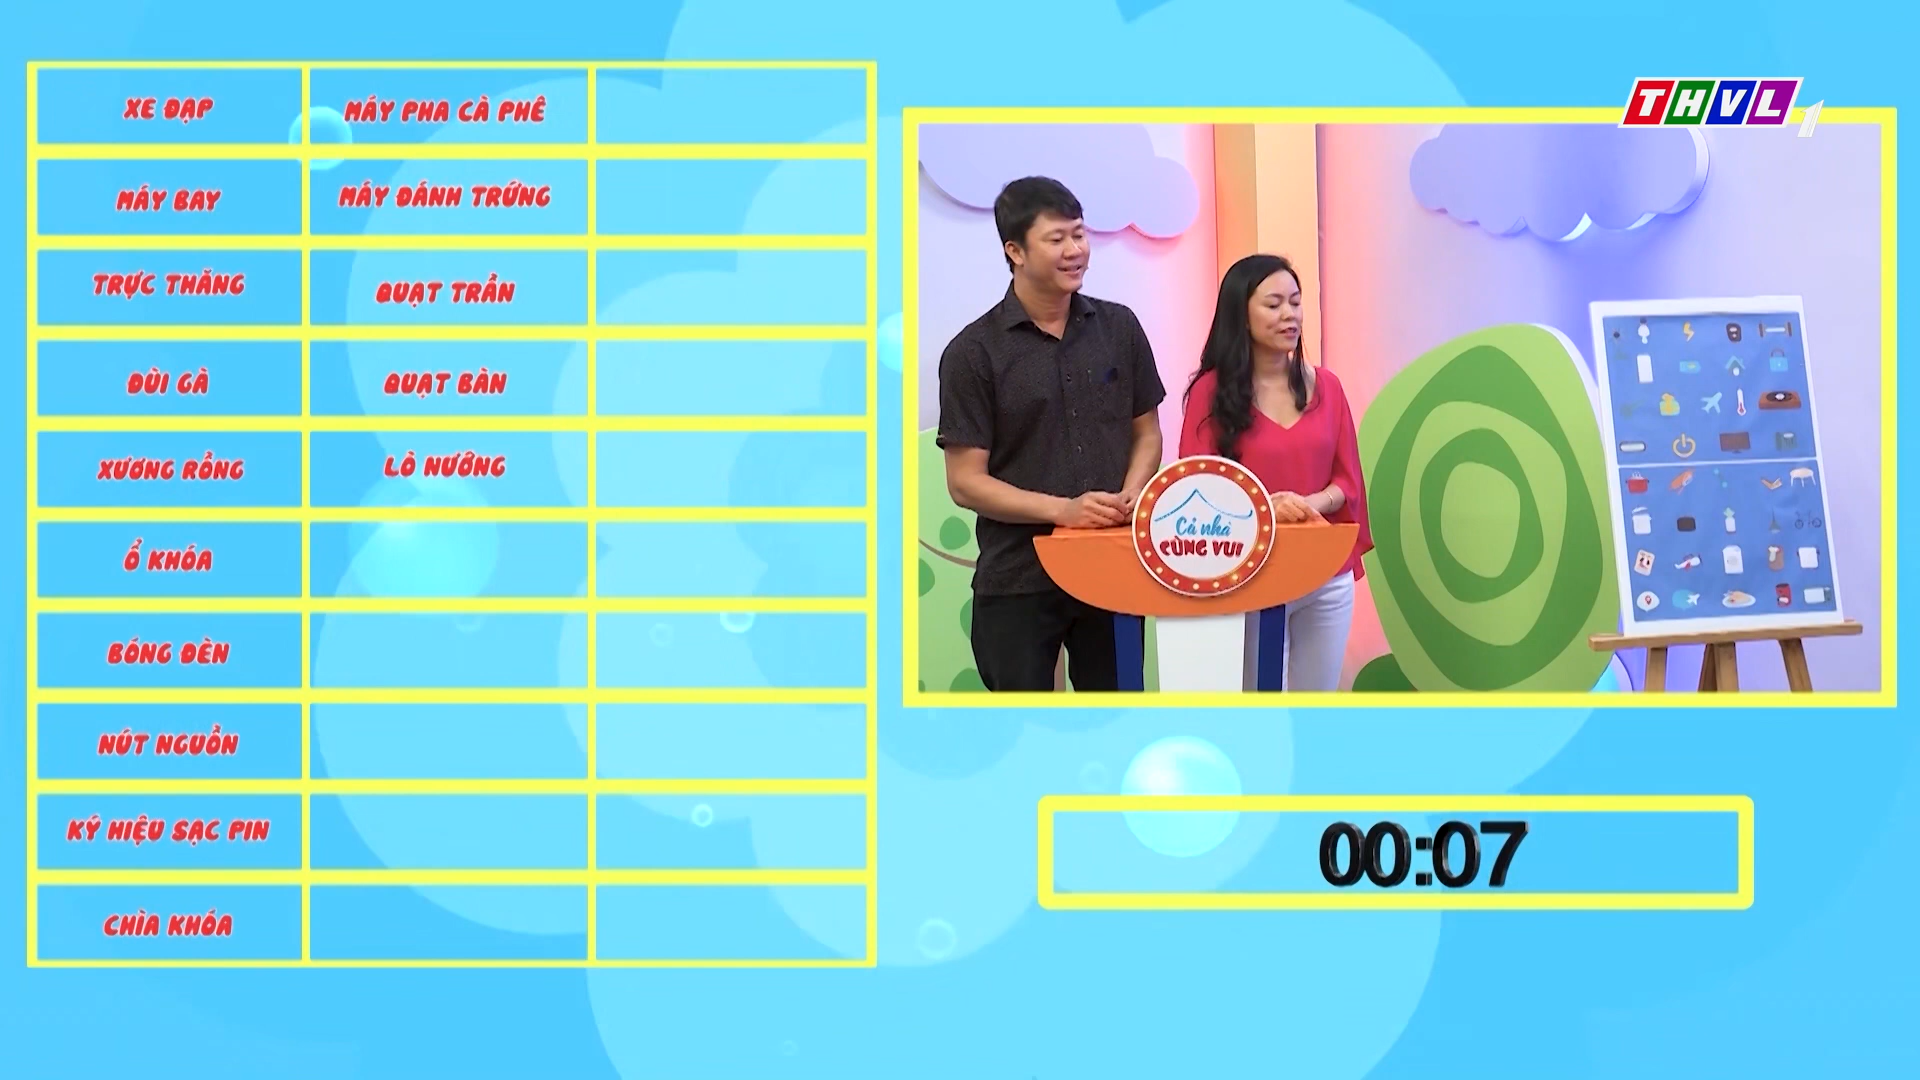 XE ĐẠP
MÁY PHA CÀ PHÊ
MÁY BAY
MÁY ĐÁNH TRỨNG
TRỰC THĂNG
QUẠT TRẦN
ĐÙI GÀ
QUẠT BÀN
XƯƠNG RỒNG
LÒ NƯỚNG
Ổ KHÓA
BÓNG ĐÈN
NÚT NGUỒN
KÝ HIỆU SẠC PIN
CHÌA KHÓA
THVL1
Cả nhà
CÙNG VUI
00:07